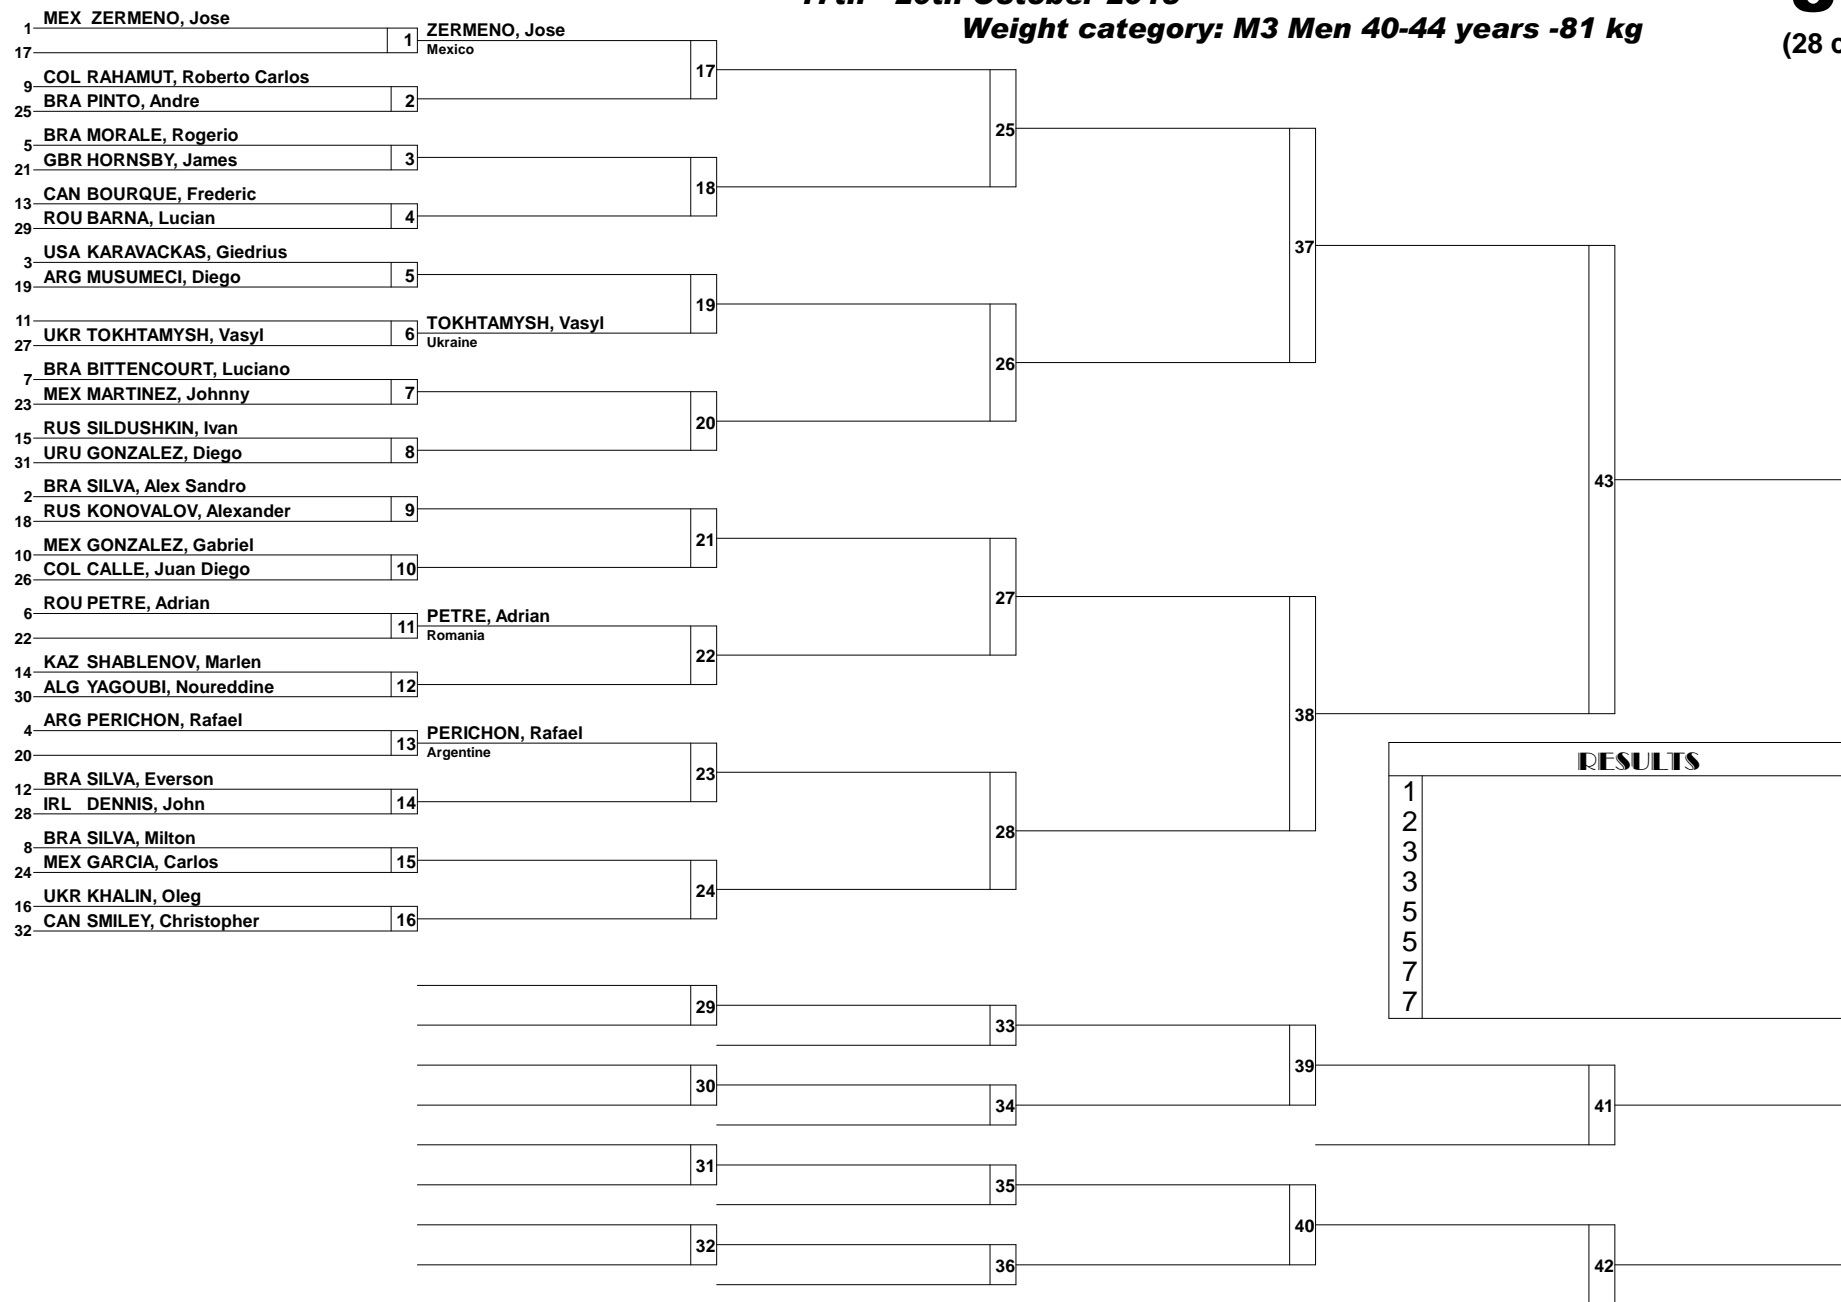 Weight category: M3 Men 40-44 years -81 kg
(28 c
1 MEX ZERMENO, Jose
17
1
ZERMENO, Jose
Mexico
9 COL RAHAMUT, Roberto Carlos
25 BRA PINTO, Andre
2
17
5 BRA MORALE, Rogerio
21 GBR HORNSBY, James
3
13 CAN BOURQUE, Frederic
29 ROU BARNA, Lucian
4
18
25
3 USA KARAVACKAS, Giedrius
19 ARG MUSUMECI, Diego
5
11
27 UKR TOKHTAMYSH, Vasyl
6
TOKHTAMYSH, Vasyl
Ukraine
19
7 BRA BITTENCOURT, Luciano
23 MEX MARTINEZ, Johnny
7
15 RUS SILDUSHKIN, Ivan
31 URU GONZALEZ, Diego
8
20
26
37
2 BRA SILVA, Alex Sandro
18 RUS KONOVALOV, Alexander
9
10 MEX GONZALEZ, Gabriel
26 COL CALLE, Juan Diego
10
21
6 ROU PETRE, Adrian
22
11
PETRE, Adrian
Romania
14 KAZ SHABLENOV, Marlen
30 ALG YAGOUBI, Noureddine
12
22
27
4 ARG PERICHON, Rafael
20
13
PERICHON, Rafael
Argentine
12 BRA SILVA, Everson
28 IRL DENNIS, John
14
23
8 BRA SILVA, Milton
24 MEX GARCIA, Carlos
15
16 UKR KHALIN, Oleg
32 CAN SMILEY, Christopher
16
24
28
38
43
RESULTS
1
2
3
3
5
5
7
7
29
33
30
34
39
41
31
35
32
36
40
42